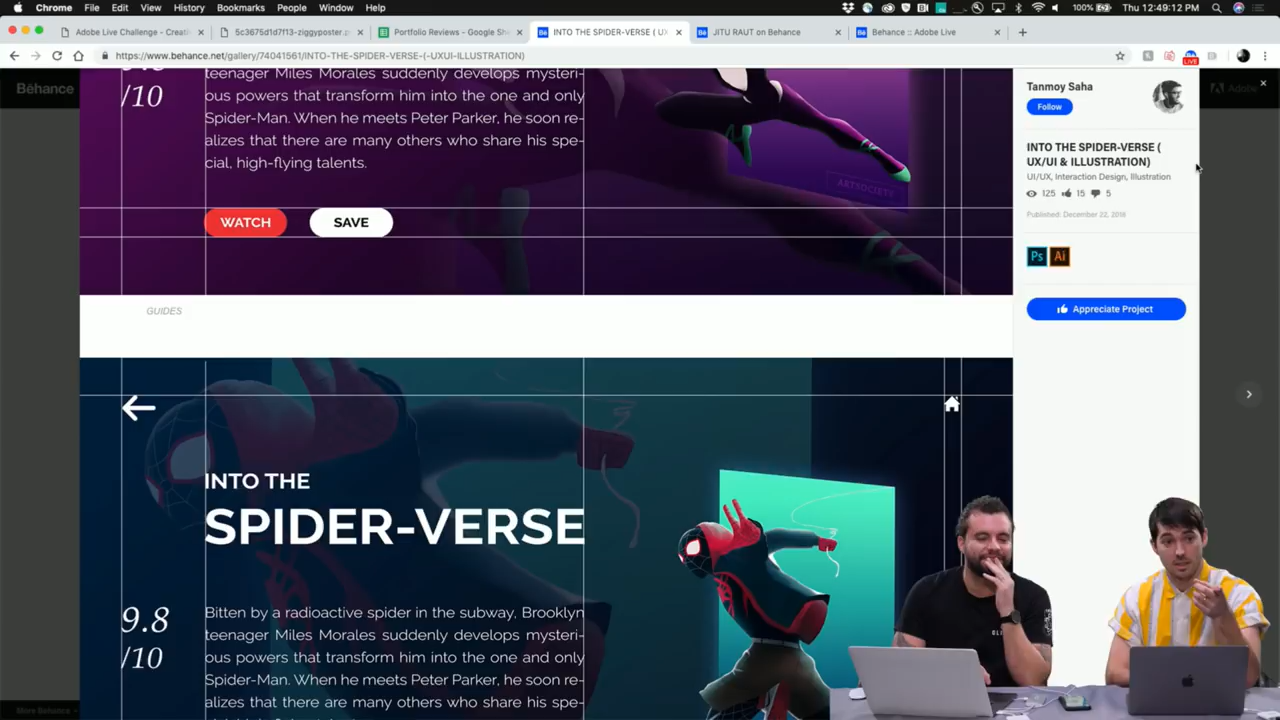 Chrome File Edit View History Bookmarks People Window Help
100% Thu 12:49:12 PM
Adobe Live Challenge - Creati
5c3675d1d7f13-ziggyposter.p
Portfolio Reviews - Google Sh
INTO THE SPIDER-VERSE ( UX
JITU RAUT on Behance
Behance :: Adobe Live
https://www.behance.net/gallery/74041561/INTO-THE-SPIDER-VERSE-(-UXUI-ILLUSTRATION)
LIVE
Bēhance
Adobe
/10
teenager Miles Morales suddenly develops mysteri-
ous powers that transform him into the one and only
Spider-Man. When he meets Peter Parker, he soon re-
alizes that there are many others who share his spe-
cial, high-flying talents.
ARTSOCIETY
WATCH SAVE
GUIDES
INTO THE
SPIDER-VERSE
9.8
/10
Bitten by a radioactive spider in the subway, Brooklyn
teenager Miles Morales suddenly develops mysteri-
ous powers that transform him into the one and only
Spider-Man. When he meets Peter Parker, he soon re-
alizes that there are many others who share his spe-
Tanmoy Saha
Follow
INTO THE SPIDER-VERSE (
UX/UI & ILLUSTRATION)
UI/UX, Interaction Design, Illustration
125 15 5
Published: December 22, 2018
Ps Ai
Appreciate Project
More Behance